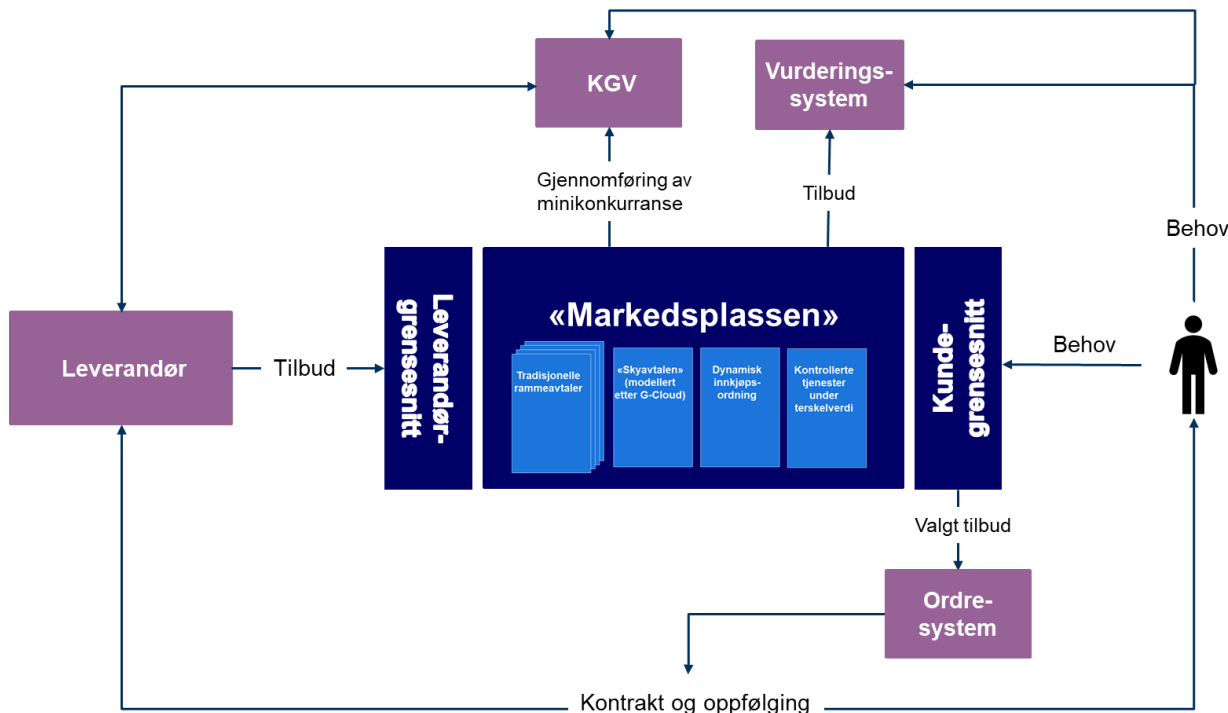 KGV
Vurderings-
system
Gjennomføring av
minikonkurranse
Tilbud
Behov
Leverandør
Tilbud
Leverandør-
grensesnitt
«Markedsplassen»
Tradisjonelle
rammeavtaler
«Skyavtalen»
(modellert
etter G-Cloud)
Dynamisk
innkjøps-
ordning
Kontrollerte
tjenester
under
terskelverdi
Kunde-
grensesnitt
Behov
Valgt tilbud
Ordre-
system
Kontrakt og oppfølging